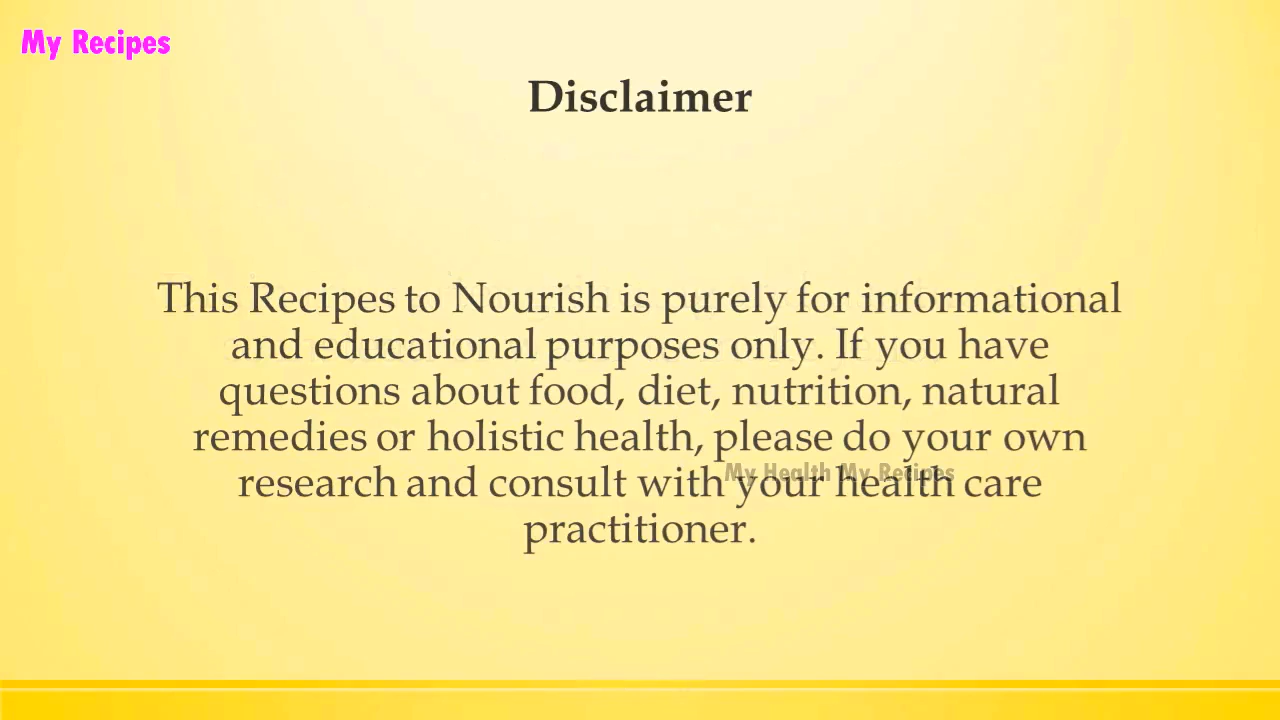 My Recipes
Disclaimer
This Recipes to Nourish is purely for informational
and educational purposes only. If you have
questions about food, diet, nutrition, natural
remedies or holistic health, please do your own
My Health My Recipes
research and consult with your health care
practitioner.